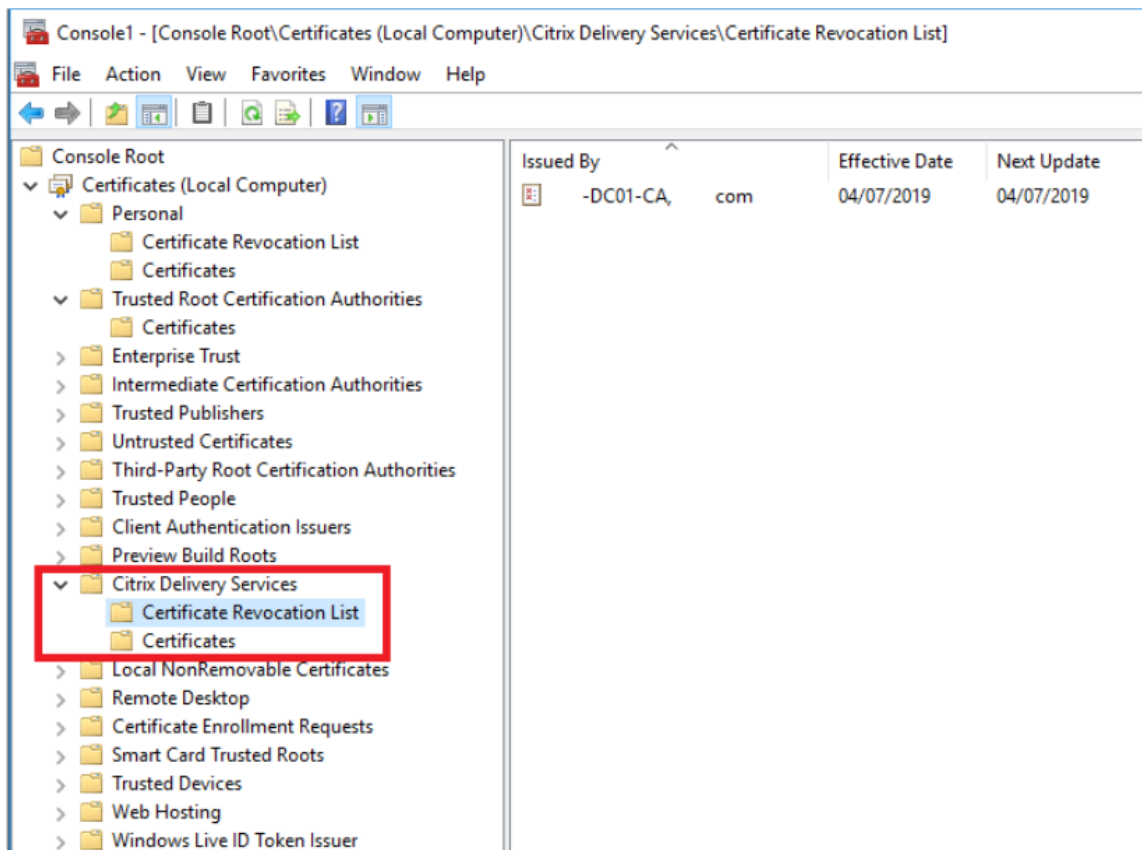 Console1 - [Console Root\Certificates (Local Computer)\Citrix Delivery Services\Certificate Revocation List]
File Action View Favorites Window Help
Console Root
Certificates (Local Computer)
Personal
Certificate Revocation List
Certificates
Trusted Root Certification Authorities
Certificates
Enterprise Trust
Intermediate Certification Authorities
Trusted Publishers
Untrusted Certificates
Third-Party Root Certification Authorities
Trusted People
Client Authentication Issuers
Preview Build Roots
Citrix Delivery Services
Certificate Revocation List
Certificates
Local NonRemovable Certificates
Remote Desktop
Certificate Enrollment Requests
Smart Card Trusted Roots
Trusted Devices
Web Hosting
Windows Live ID Token Issuer
Issued By Effective Date Next Update
-DC01-CA, com 04/07/2019 04/07/2019